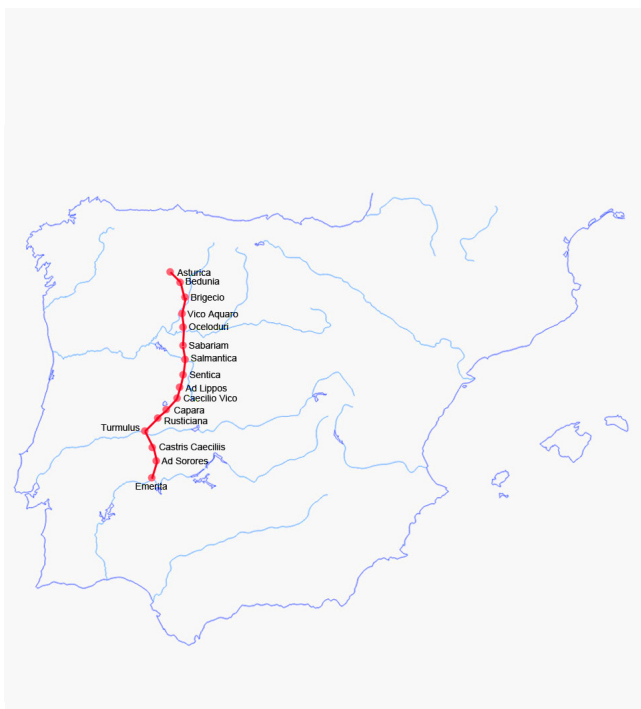 Asturica
Bedunia
Brigecio
Vico Aquaro
Oceloduri
Sabariam
Salmantica
Sentica
Ad Lippos
Caecilio Vico
Capara
Rusticiana
Turmulus
Castris Caeciliis
Ad Sorores
Emerita